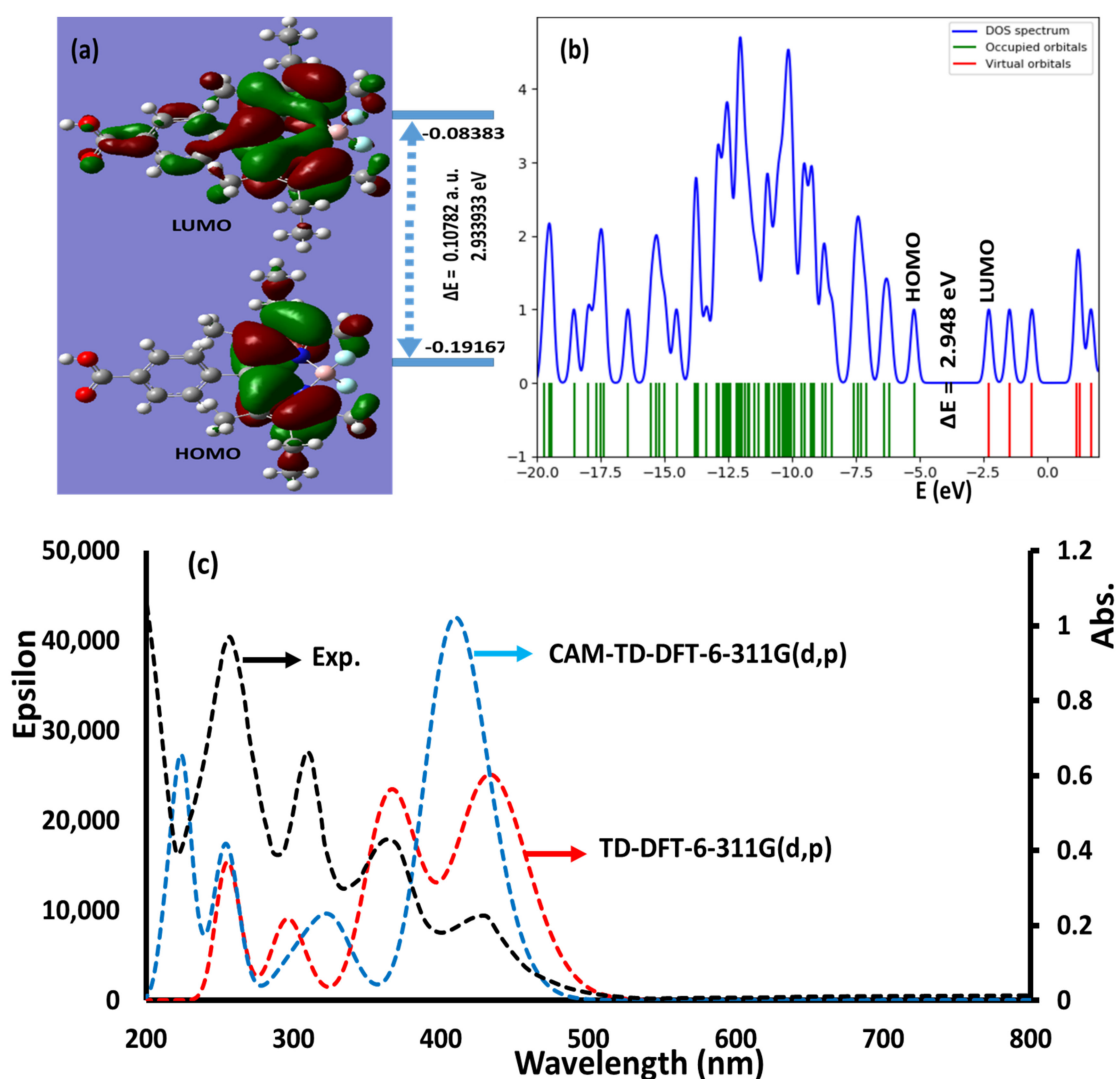 (a)
LUMO
HOMO
-0.08383
ΔE = 0.10782 a. u.
2.933933 eV
-0.19167
(b)
DOS spectrum
Occupied orbitals
Virtual orbitals
4
3
2
1
0
−1
HOMO
ΔE = 2.948 eV
LUMO
−20.0 −17.5 −15.0 −12.5 −10.0 −7.5 −5.0 −2.5 0.0
E (eV)
(c)
50,000
40,000
30,000
20,000
10,000
0
Epsilon
Exp.
CAM-TD-DFT-6-311G(d,p)
TD-DFT-6-311G(d,p)
1.2
1
0.8
0.6
0.4
0.2
0
Abs.
200 300 400 500 600 700 800
Wavelength (nm)